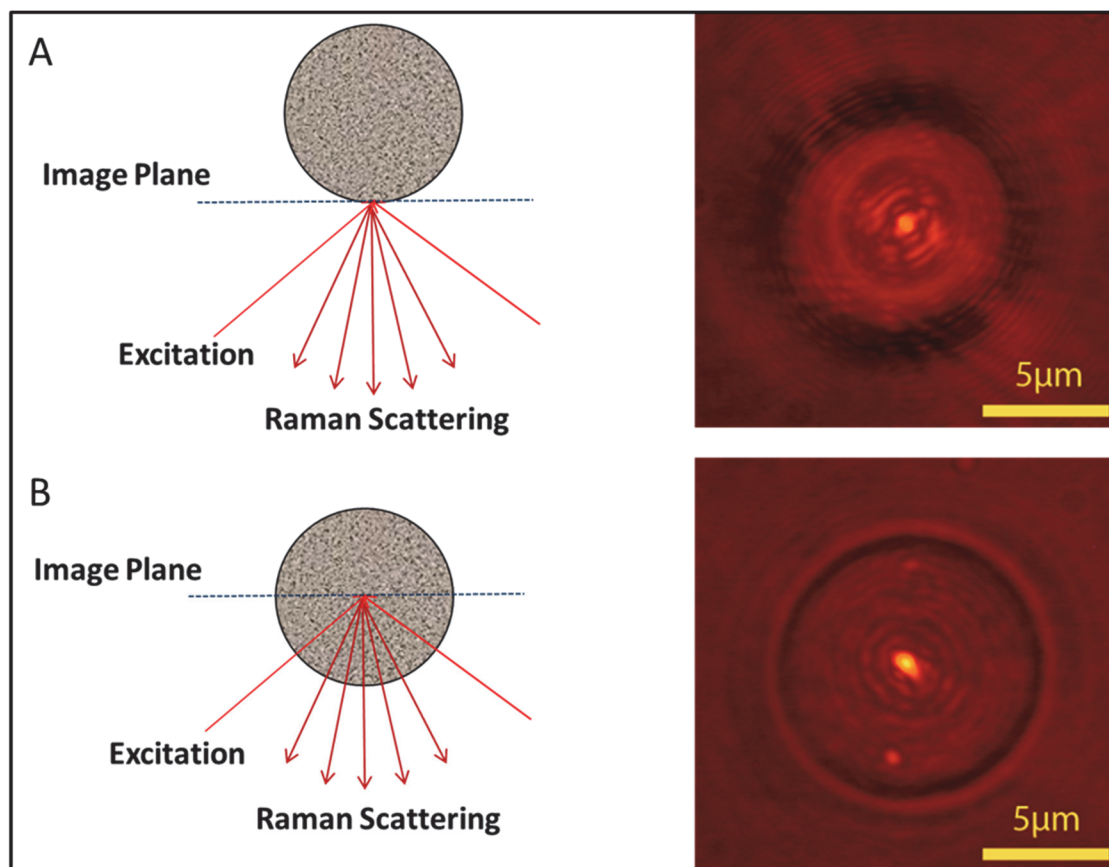 A
Image Plane
Excitation
Raman Scattering
5μm
B
Image Plane
Excitation
Raman Scattering
5μm